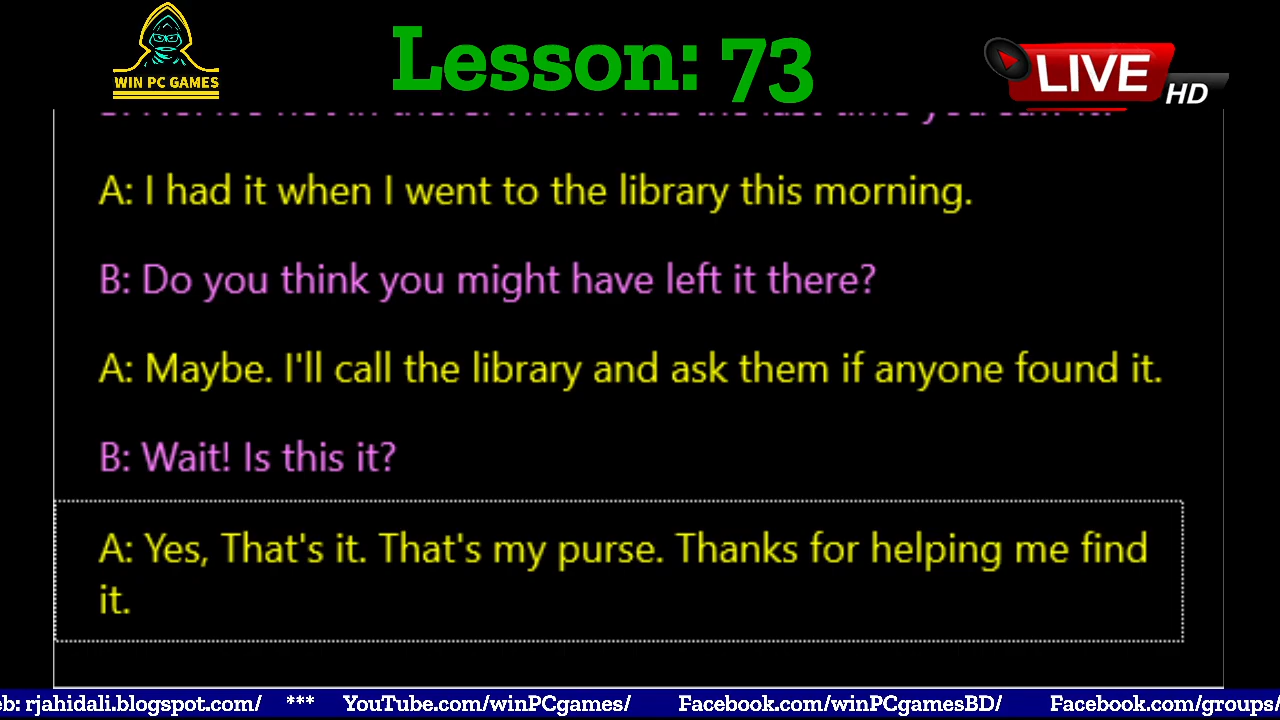 WIN PC GAMES
Lesson: 73
LIVE
HD
A: I had it when I went to the library this morning.
B: Do you think you might have left it there?
A: Maybe. I'll call the library and ask them if anyone found it.
B: Wait! Is this it?
A: Yes, That's it. That's my purse. Thanks for helping me find
it.
eb: rjahidali.blogspot.com/ *** YouTube.com/winPCgames/ Facebook.com/winPCgamesBD/ Facebook.com/groups/